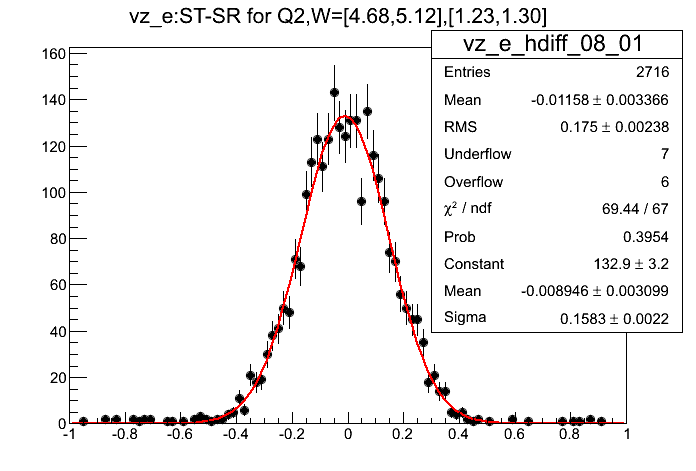 vz_e:ST-SR for Q2,W=[4.68,5.12],[1.23,1.30]
vz_e_hdiff_08_01
Entries 2716
Mean -0.01158 ± 0.003366
RMS 0.175 ± 0.00238
Underflow 7
Overflow 6
χ² / ndf 69.44 / 67
Prob 0.3954
Constant 132.9 ± 3.2
Mean -0.008946 ± 0.003099
Sigma 0.1583 ± 0.0022
160
140
120
100
80
60
40
20
0
-1 -0.8 -0.6 -0.4 -0.2 0 0.2 0.4 0.6 0.8 1